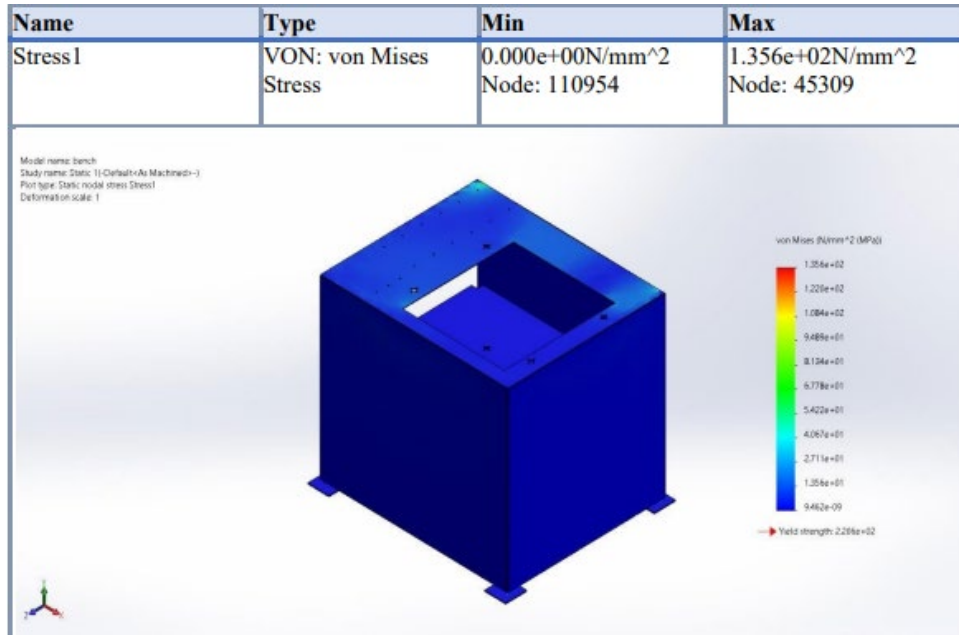 Name Type Min Max
Stress1 VON: von Mises 0.000e+00N/mm^2 1.356e+02N/mm^2
Stress Node: 110954 Node: 45309
Model name: bench
Study name: Static 1(-Default<As Machined>-)
Plot type: Static nodal stress Stress1
Deformation scale: 1
von Mises (N/mm^2 (MPa))
1.356e+02
1.220e+02
1.084e+02
9.489e+01
8.134e+01
6.778e+01
5.422e+01
4.067e+01
2.711e+01
1.356e+01
9.462e-09
Yield strength: 2.206e+02
Y
Z X